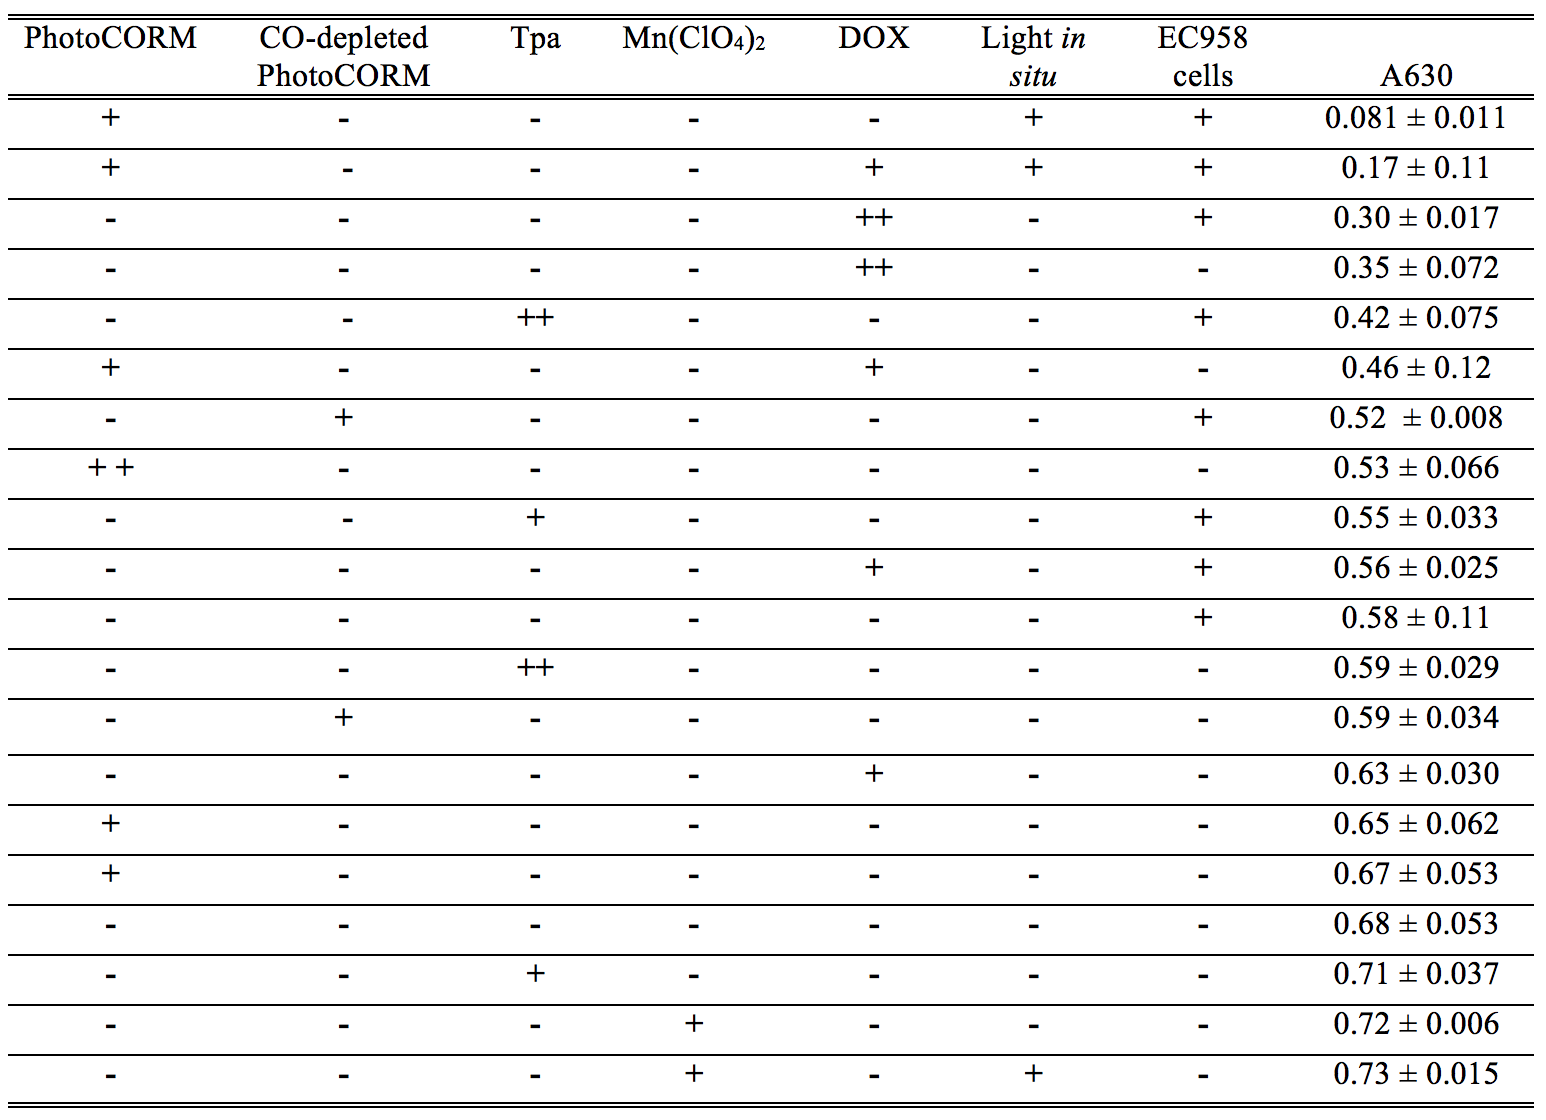 PhotoCORM CO-depleted PhotoCORM Tpa Mn(ClO₄)₂ DOX Light in situ EC958 cells A630
+ - - - - + + 0.081 ± 0.011
+ - - - + + + 0.17 ± 0.11
- - - - ++ - + 0.30 ± 0.017
- - - - ++ - - 0.35 ± 0.072
- - ++ - - - + 0.42 ± 0.075
+ - - - + - - 0.46 ± 0.12
- + - - - - + 0.52 ± 0.008
+ + - - - - - - 0.53 ± 0.066
- - + - - - + 0.55 ± 0.033
- - - - + - + 0.56 ± 0.025
- - - - - - + 0.58 ± 0.11
- - ++ - - - - 0.59 ± 0.029
- + - - - - - 0.59 ± 0.034
- - - - + - - 0.63 ± 0.030
+ - - - - - - 0.65 ± 0.062
+ - - - - - - 0.67 ± 0.053
- - - - - - - 0.68 ± 0.053
- - + - - - - 0.71 ± 0.037
- - - + - - - 0.72 ± 0.006
- - - + - + - 0.73 ± 0.015